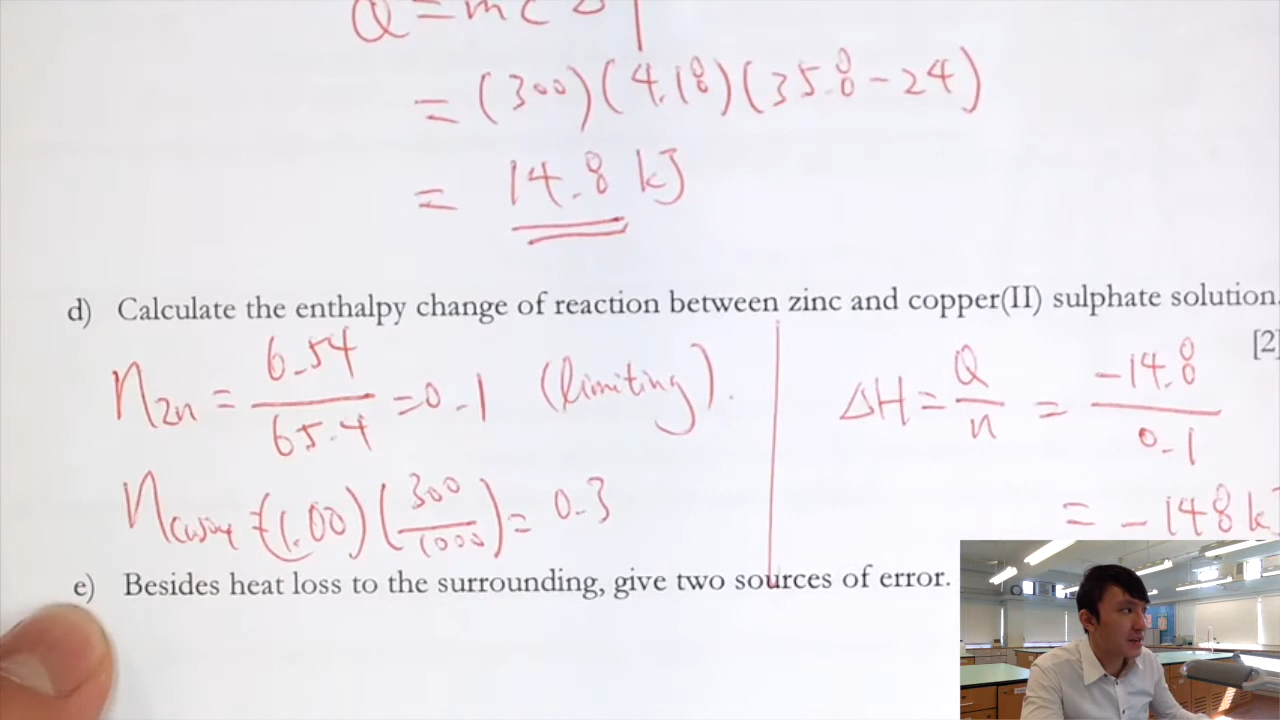 Q = mcΔT
= (300)(4.18)(35.8-24)
= 14.8 kJ
d) Calculate the enthalpy change of reaction between zinc and copper(II) sulphate solution.
[2]
nZn = 6.54/65.4 = 0.1 (limiting).
nCuSO4 = (1.00)(300/1000) = 0.3
ΔH = Q/n = -14.8/0.1
= -148 kJ
e) Besides heat loss to the surrounding, give two sources of error.